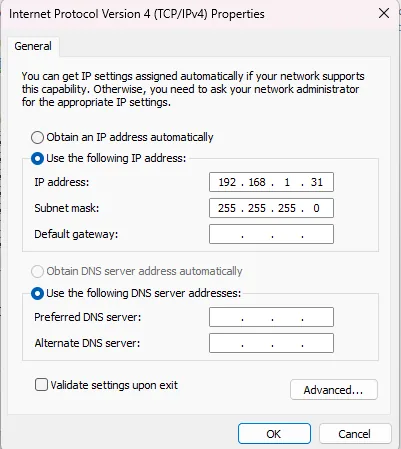 Internet Protocol Version 4 (TCP/IPv4) Properties
General
You can get IP settings assigned automatically if your network supports
this capability. Otherwise, you need to ask your network administrator
for the appropriate IP settings.
Obtain an IP address automatically
Use the following IP address:
IP address: 192 . 168 . 1 . 31
Subnet mask: 255 . 255 . 255 . 0
Default gateway: . . .
Obtain DNS server address automatically
Use the following DNS server addresses:
Preferred DNS server: . . .
Alternate DNS server: . . .
Validate settings upon exit
Advanced...
OK Cancel